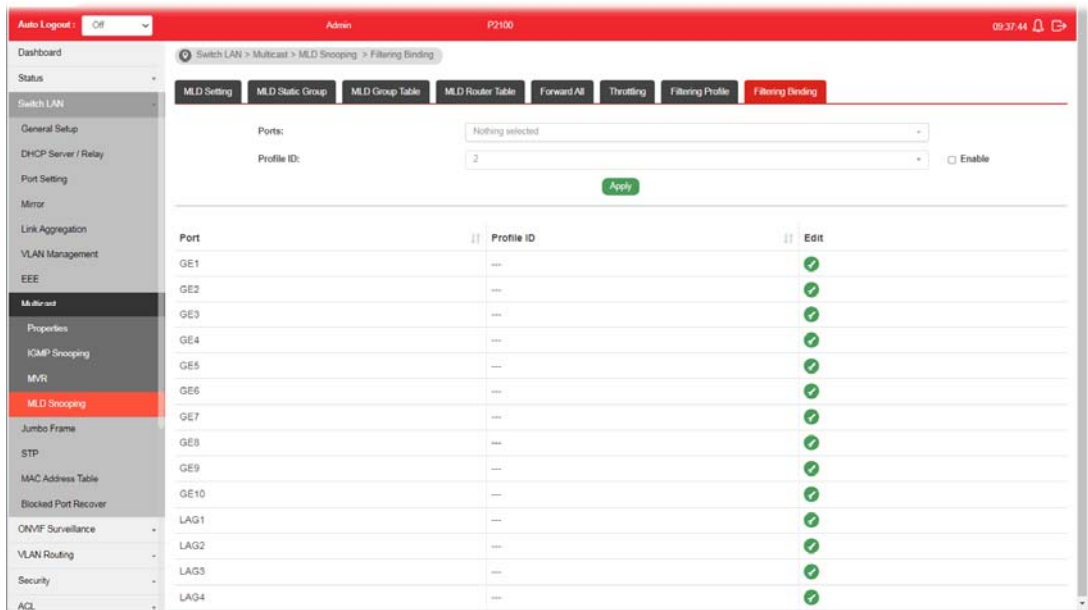 Auto Logout : Off Admin P2100 09:37:44
Dashboard
Status
Switch LAN
General Setup
DHCP Server / Relay
Port Setting
Mirror
Link Aggregation
VLAN Management
EEE
Multicast
Properties
IGMP Snooping
MVR
MLD Snooping
Jumbo Frame
STP
MAC Address Table
Blocked Port Recover
ONVIF Surveillance
VLAN Routing
Security
ACL
Switch LAN > Multicast > MLD Snooping > Filtering Binding
MLD Setting MLD Static Group MLD Group Table MLD Router Table Forward All Throttling Filtering Profile Filtering Binding
Ports: Nothing selected
Profile ID: 2 Enable
Apply
Port Profile ID Edit
GE1 ---
GE2 ---
GE3 ---
GE4 ---
GE5 ---
GE6 ---
GE7 ---
GE8 ---
GE9 ---
GE10 ---
LAG1 ---
LAG2 ---
LAG3 ---
LAG4 ---